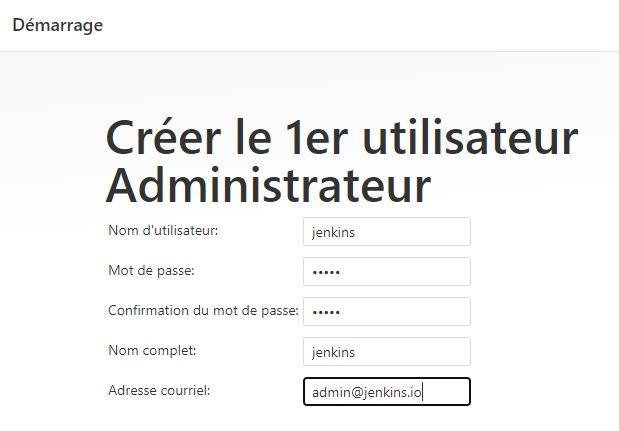 Démarrage
Créer le 1er utilisateur
Administrateur
Nom d'utilisateur: jenkins
Mot de passe: •••••
Confirmation du mot de passe: •••••
Nom complet: jenkins
Adresse courriel: admin@jenkins.io